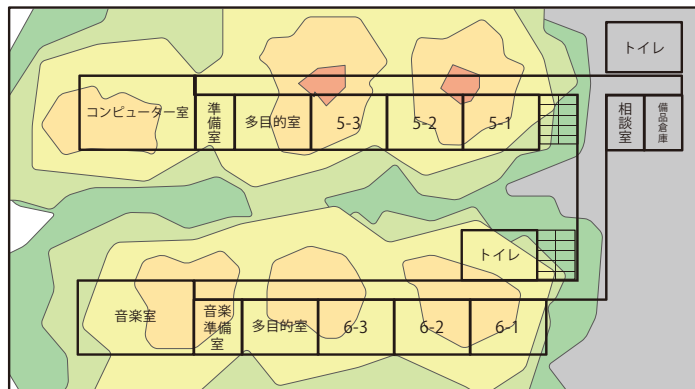 トイレ
コンピューター室
準備室
多目的室
5-3
5-2
5-1
相談室
備品倉庫
トイレ
音楽室
音楽準備室
多目的室
6-3
6-2
6-1